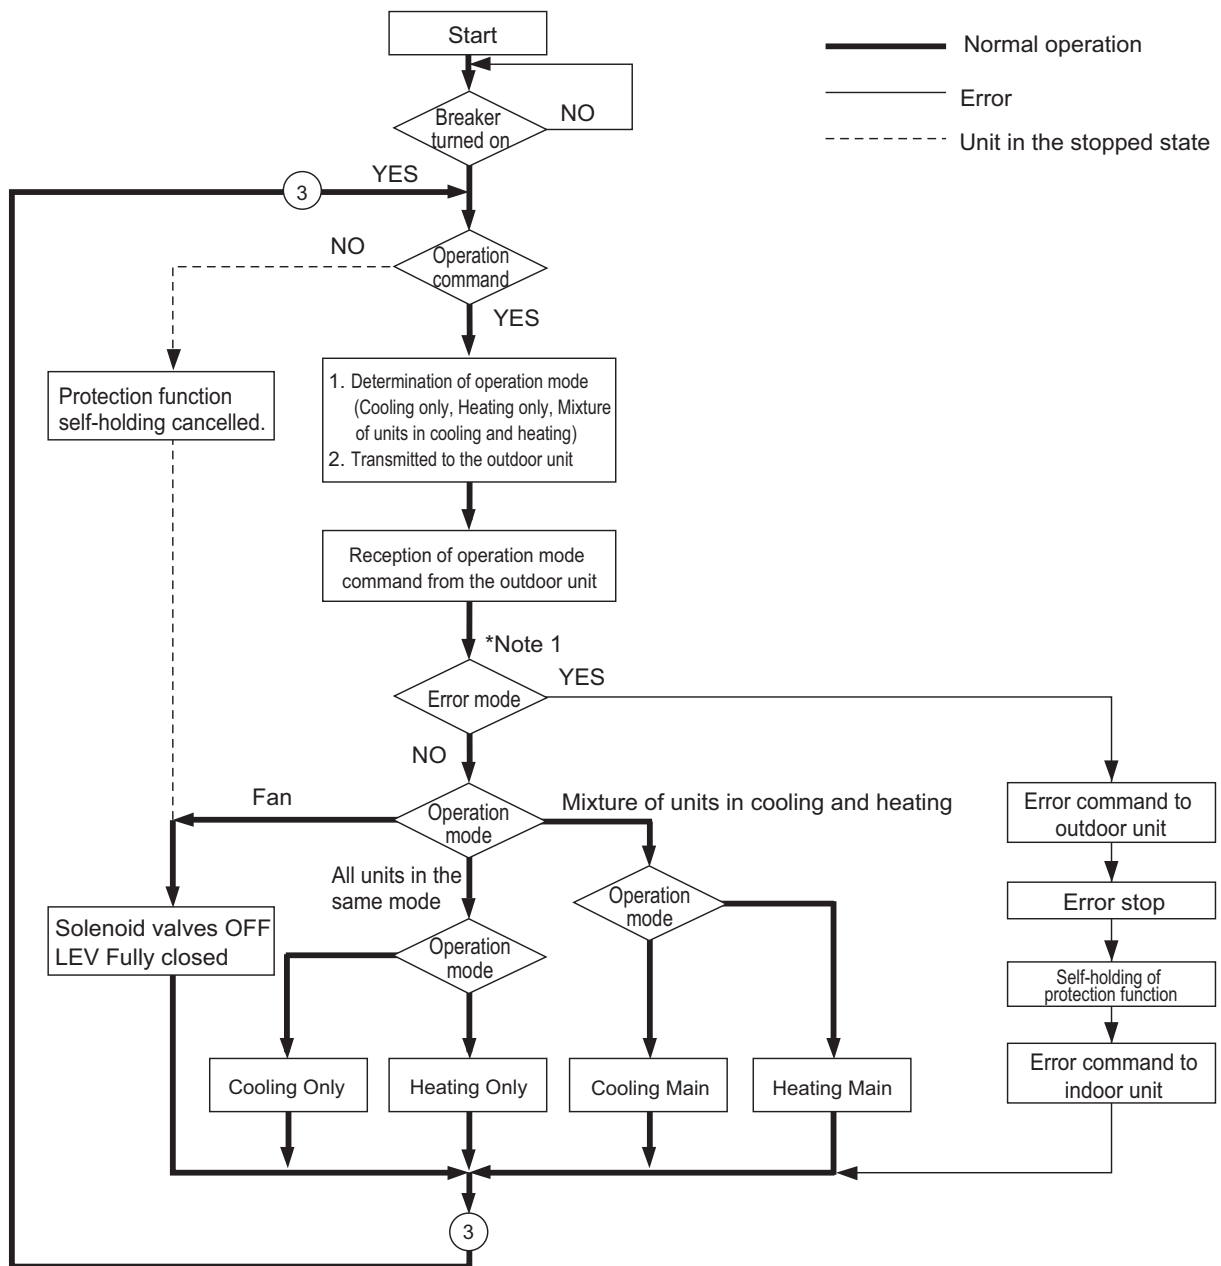 Start
Normal operation
Error
Unit in the stopped state
Breaker
turned on
NO
YES
3
Operation
command
NO
YES
Protection function
self-holding cancelled.
1. Determination of operation mode
(Cooling only, Heating only, Mixture
of units in cooling and heating)
2. Transmitted to the outdoor unit
Reception of operation mode
command from the outdoor unit
*Note 1
Error mode
YES
NO
Fan
Operation
mode
Mixture of units in cooling and heating
Error command to
outdoor unit
All units in the
same mode
Operation
mode
Error stop
Solenoid valves OFF
LEV Fully closed
Operation
mode
Self-holding of
protection function
Cooling Only
Heating Only
Cooling Main
Heating Main
Error command to
indoor unit
3